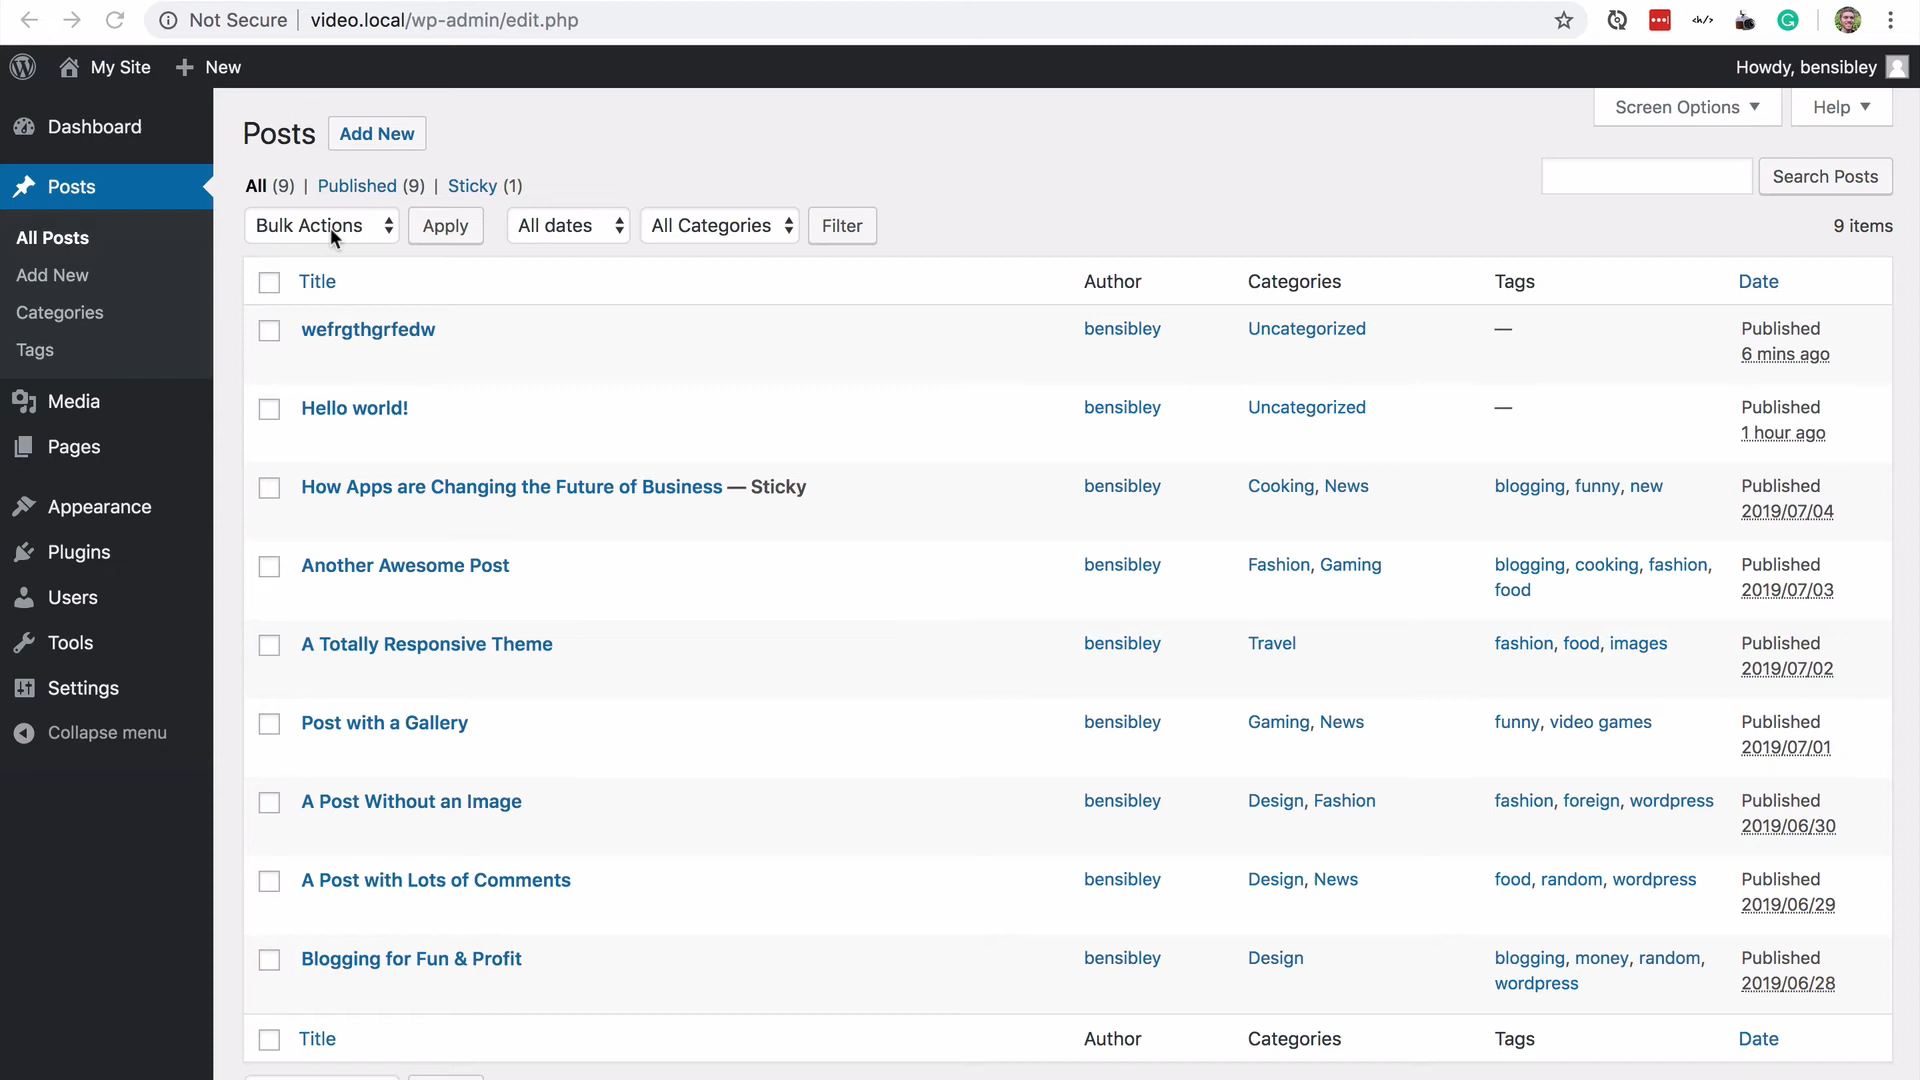 Not Secure video.local/wp-admin/edit.php
My Site New Howdy, bensibley
Screen Options Help
Dashboard
Posts
All Posts
Add New
Categories
Tags
Media
Pages
Appearance
Plugins
Users
Tools
Settings
Collapse menu
Posts Add New
All (9) | Published (9) | Sticky (1)
Search Posts
Bulk Actions Apply All dates All Categories Filter 9 items
Title Author Categories Tags Date
wefrgthgrfedw bensibley Uncategorized — Published
6 mins ago
Hello world! bensibley Uncategorized — Published
1 hour ago
How Apps are Changing the Future of Business — Sticky bensibley Cooking, News blogging, funny, new Published
2019/07/04
Another Awesome Post bensibley Fashion, Gaming blogging, cooking, fashion, Published
food 2019/07/03
A Totally Responsive Theme bensibley Travel fashion, food, images Published
2019/07/02
Post with a Gallery bensibley Gaming, News funny, video games Published
2019/07/01
A Post Without an Image bensibley Design, Fashion fashion, foreign, wordpress Published
2019/06/30
A Post with Lots of Comments bensibley Design, News food, random, wordpress Published
2019/06/29
Blogging for Fun & Profit bensibley Design blogging, money, random, Published
wordpress 2019/06/28
Title Author Categories Tags Date